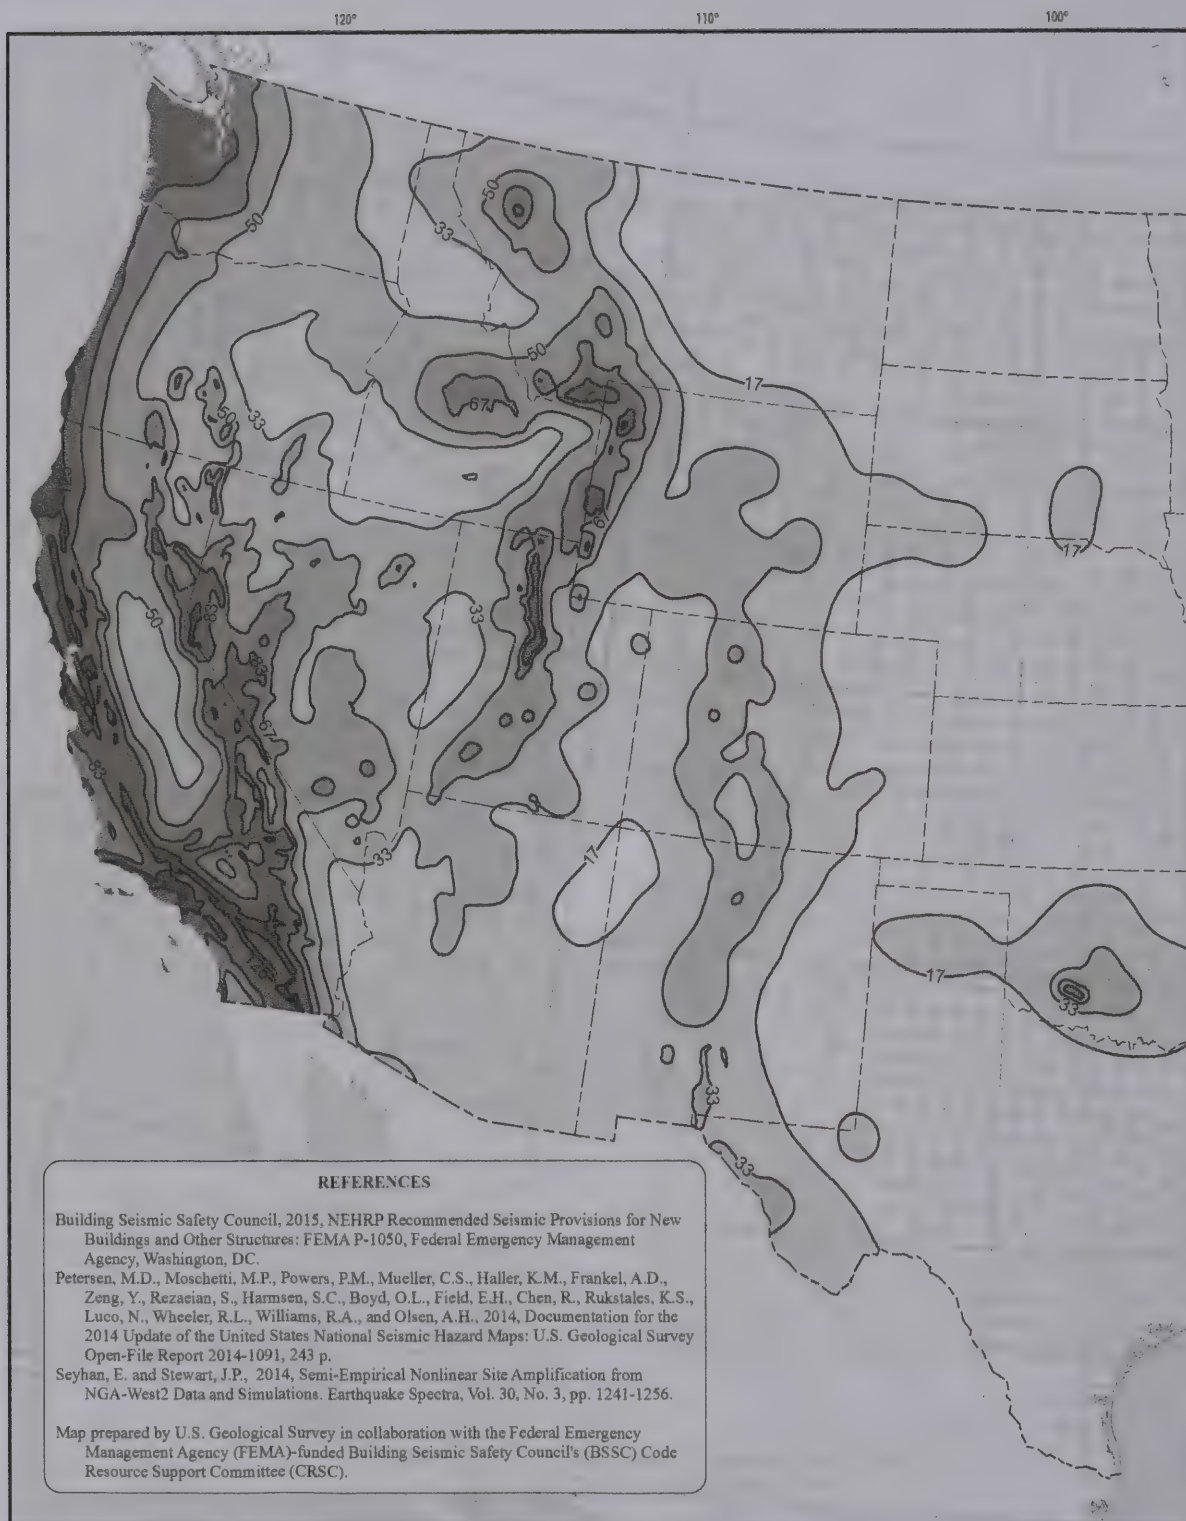 120°
110°
100°
50
50
33
50
17
67
50
33
125
67
17
50
83
33
83
67
83
33
17
125
17
33
33
33
REFERENCES
Building Seismic Safety Council, 2015, NEHRP Recommended Seismic Provisions for New
Buildings and Other Structures: FEMA P-1050, Federal Emergency Management
Agency, Washington, DC.
Petersen, M.D., Moschetti, M.P., Powers, P.M., Mueller, C.S., Haller, K.M., Frankel, A.D.,
Zeng, Y., Rezaeian, S., Harmsen, S.C., Boyd, O.L., Field, E.H., Chen, R., Rukstales, K.S.,
Luco, N., Wheeler, R.L., Williams, R.A., and Olsen, A.H., 2014, Documentation for the
2014 Update of the United States National Seismic Hazard Maps: U.S. Geological Survey
Open-File Report 2014-1091, 243 p.
Seyhan, E. and Stewart, J.P., 2014, Semi-Empirical Nonlinear Site Amplification from
NGA-West2 Data and Simulations. Earthquake Spectra, Vol. 30, No. 3, pp. 1241-1256.
Map prepared by U.S. Geological Survey in collaboration with the Federal Emergency
Management Agency (FEMA)-funded Building Seismic Safety Council's (BSSC) Code
Resource Support Committee (CRSC).